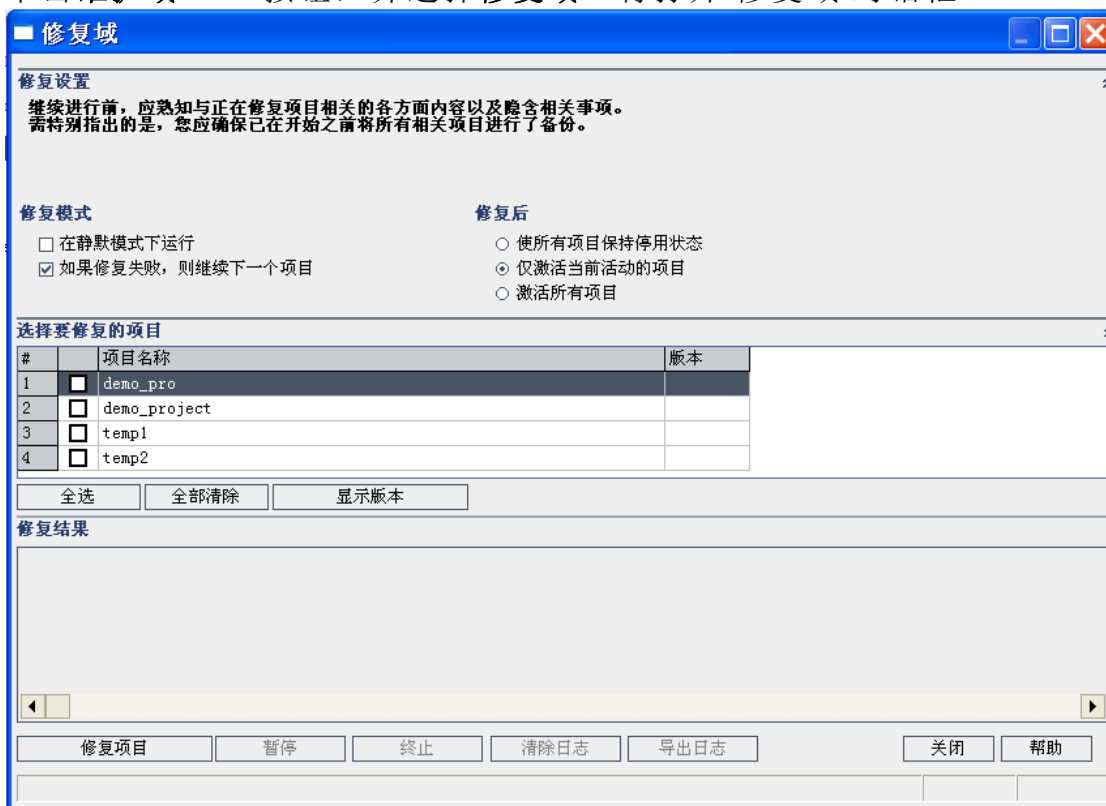 修复域
修复设置
继续进行前，应熟知与正在修复项目相关的各方面内容以及隐含相关事项。
需特别指出的是，您应确保已在开始之前将所有相关项目进行了备份。
修复模式
修复后
在静默模式下运行
使所有项目保持停用状态
如果修复失败，则继续下一个项目
仅激活当前活动的项目
激活所有项目
选择要修复的项目
# 项目名称 版本
1 demo_pro
2 demo_project
3 temp1
4 temp2
全选 全部清除 显示版本
修复结果
修复项目 暂停 终止 清除日志 导出日志 关闭 帮助